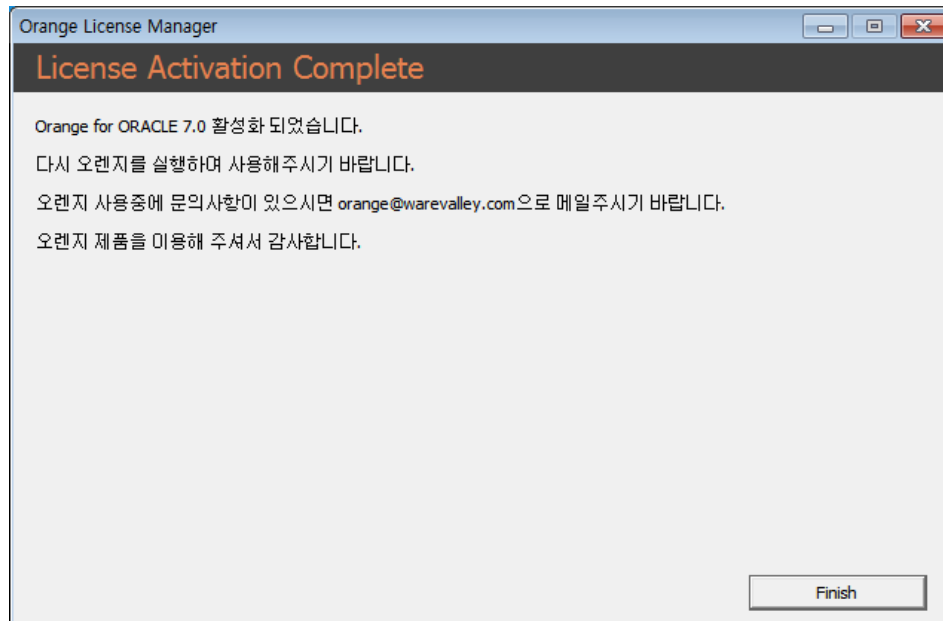 Orange License Manager
License Activation Complete
Orange for ORACLE 7.0 활성화 되었습니다.
다시 오렌지를 실행하여 사용해주시기 바랍니다.
오렌지 사용중에 문의사항이 있으시면 orange@warevalley.com으로 메일주시기 바랍니다.
오렌지 제품을 이용해 주셔서 감사합니다.
Finish